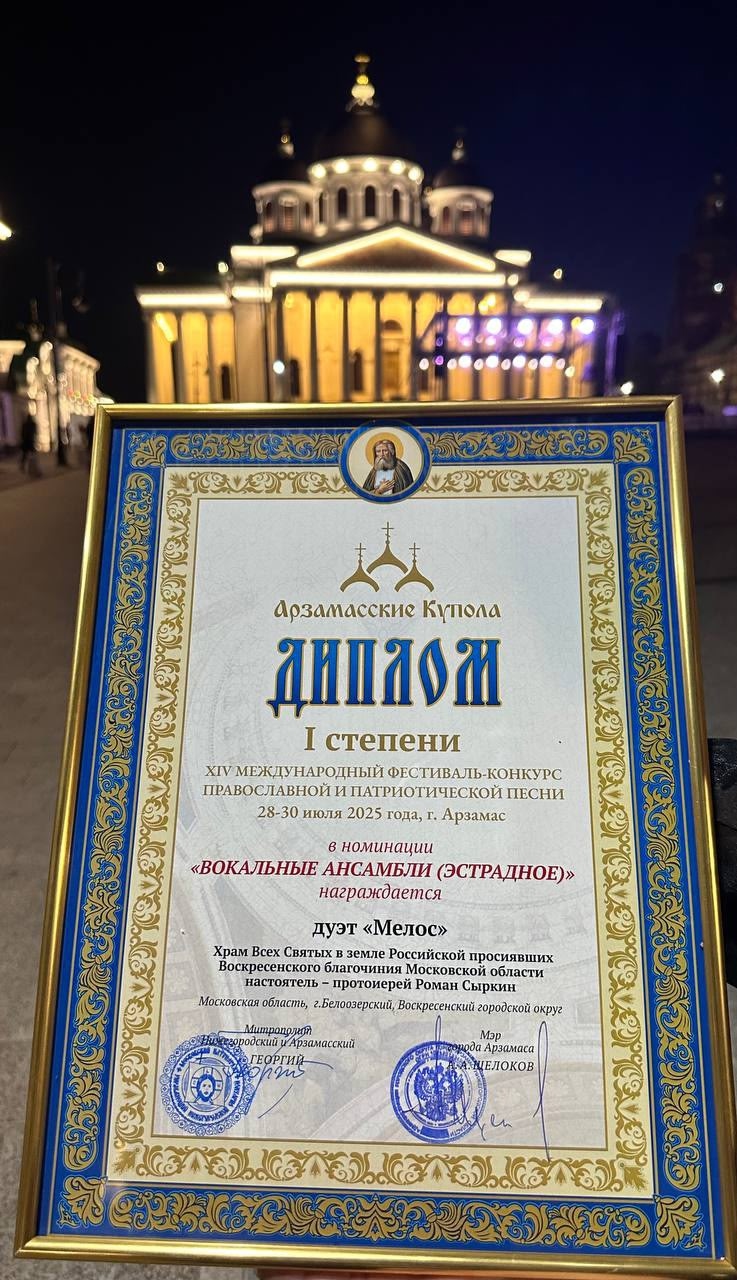 Арзамасские Купола
ДИПЛОМ
I степени
XIV МЕЖДУНАРОДНЫЙ ФЕСТИВАЛЬ-КОНКУРС
ПРАВОСЛАВНОЙ И ПАТРИОТИЧЕСКОЙ ПЕСНИ
28-30 июля 2025 года, г. Арзамас
в номинации
«ВОКАЛЬНЫЕ АНСАМБЛИ (ЭСТРАДНОЕ)»
награждается
дуэт «Мелос»
Храм Всех Святых в земле Российской просиявших
Воскресенского благочиния Московской области
настоятель – протоиерей Роман Сыркин
Московская область, г.Белоозерский, Воскресенский городской округ
Митрополит
Нижегородский и Арзамасский
ГЕОРГИЙ
Мэр
города Арзамаса
А.А. ЩЕЛОКОВ